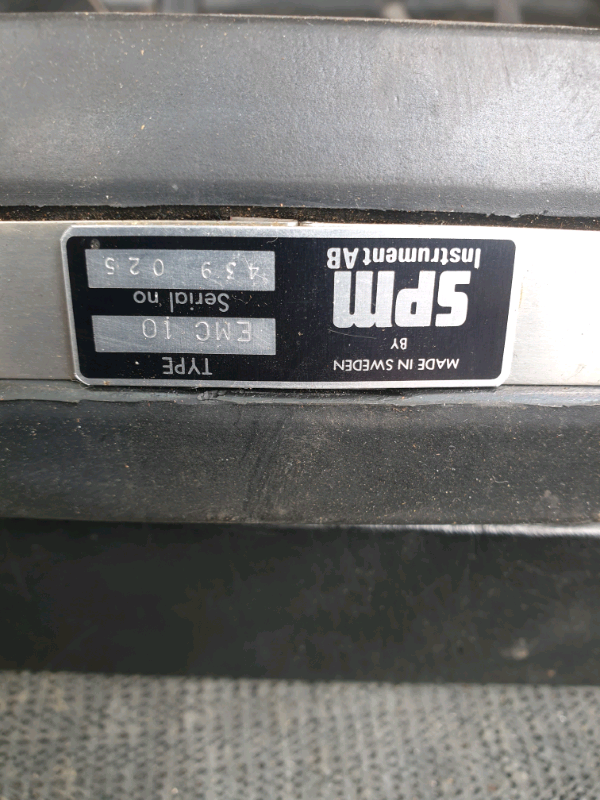 MADE IN SWEDEN
BY
SPM
Instrument AB
TYPE
EMC 10
Serial no
439 025